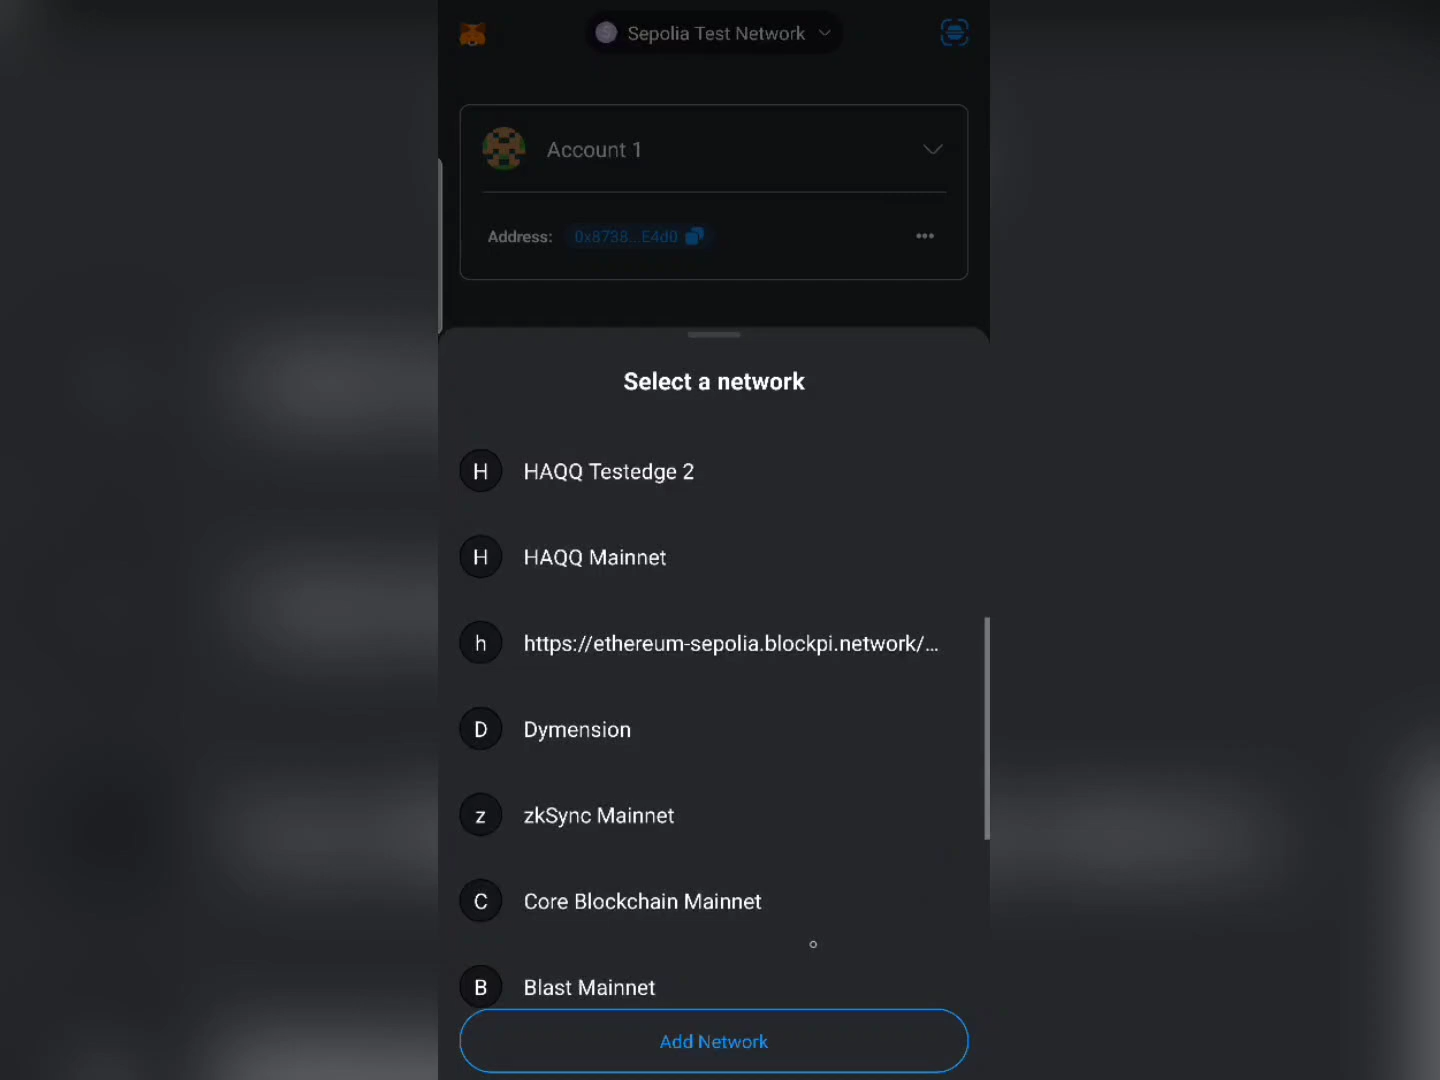 Sepolia Test Network
Account 1
Address: 0x8738...E4d0
Select a network
H HAQQ Testedge 2
H HAQQ Mainnet
h https://ethereum-sepolia.blockpi.network/...
D Dymension
z zkSync Mainnet
C Core Blockchain Mainnet
B Blast Mainnet
Add Network